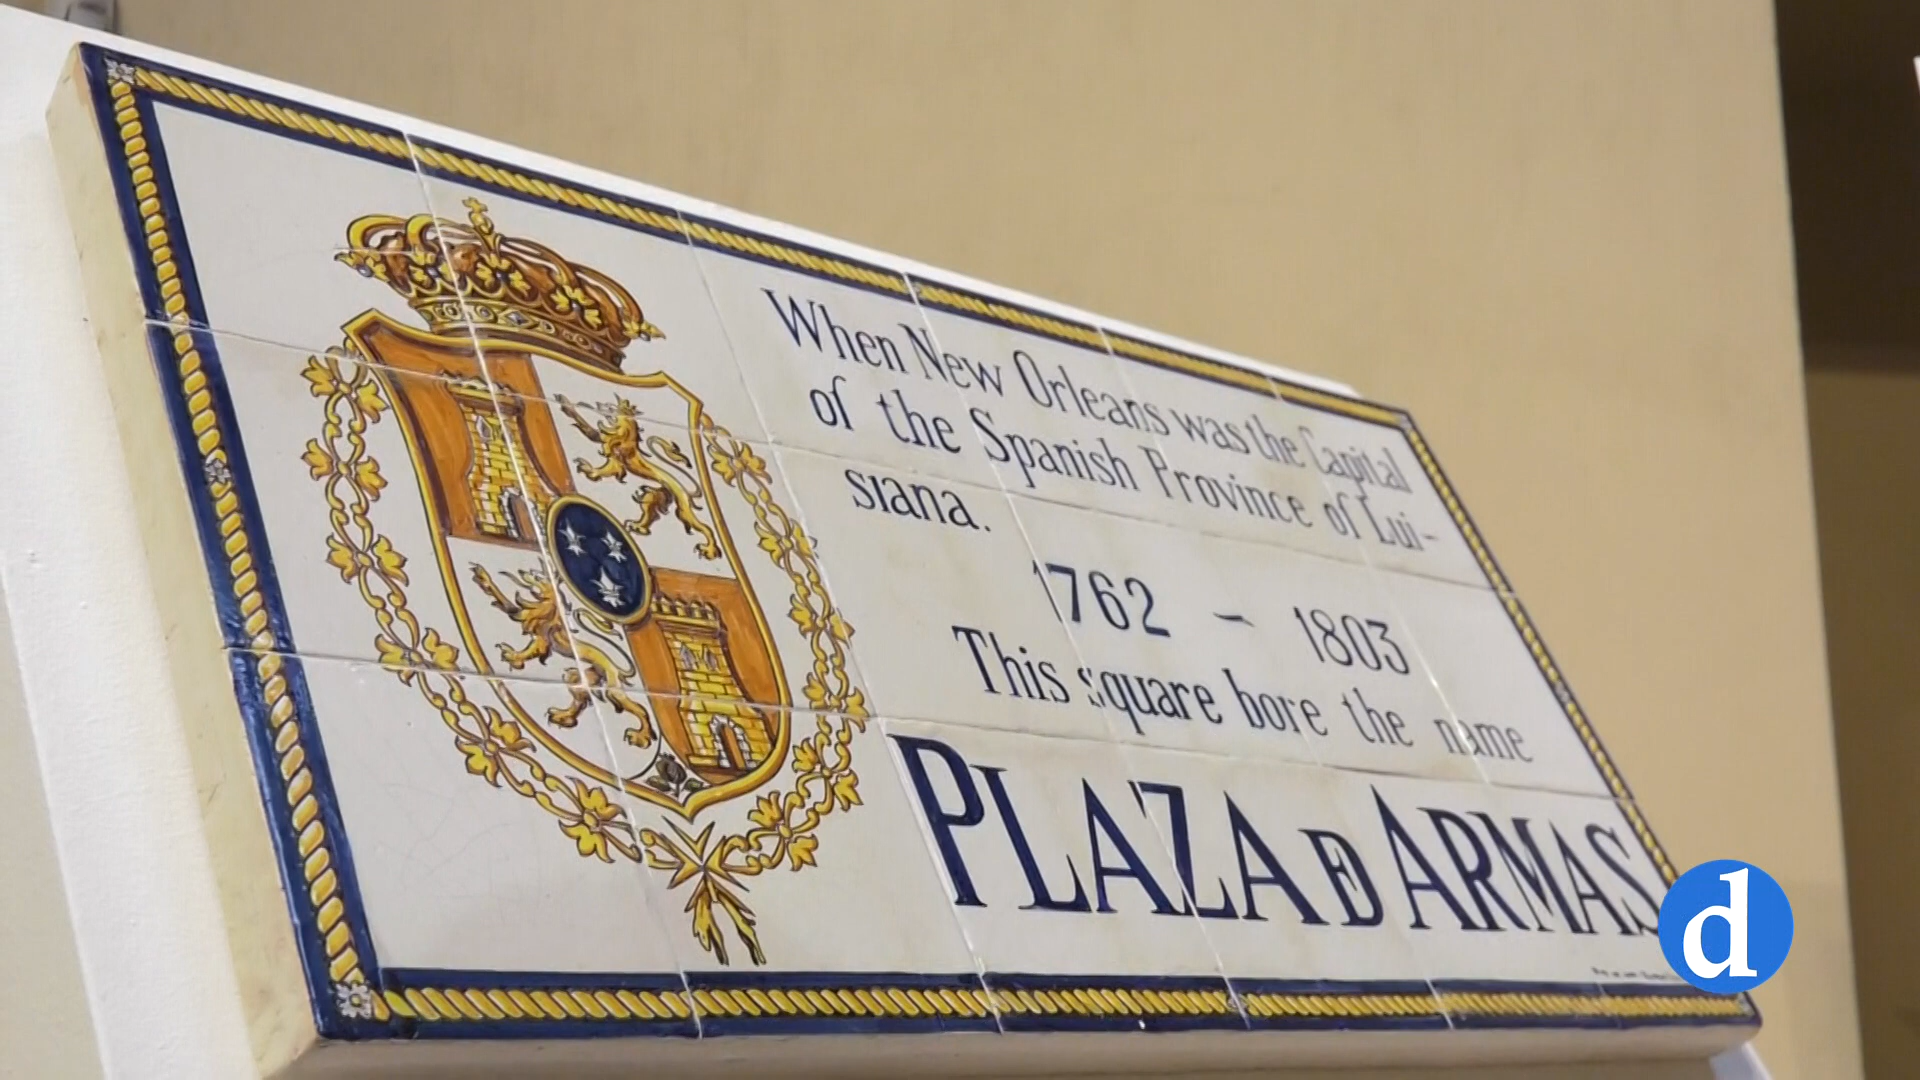 When New Orleans was the Capital
of the Spanish Province of Lui-
siana.
1762 - 1803
This square bore the name
PLAZA DE ARMAS
d